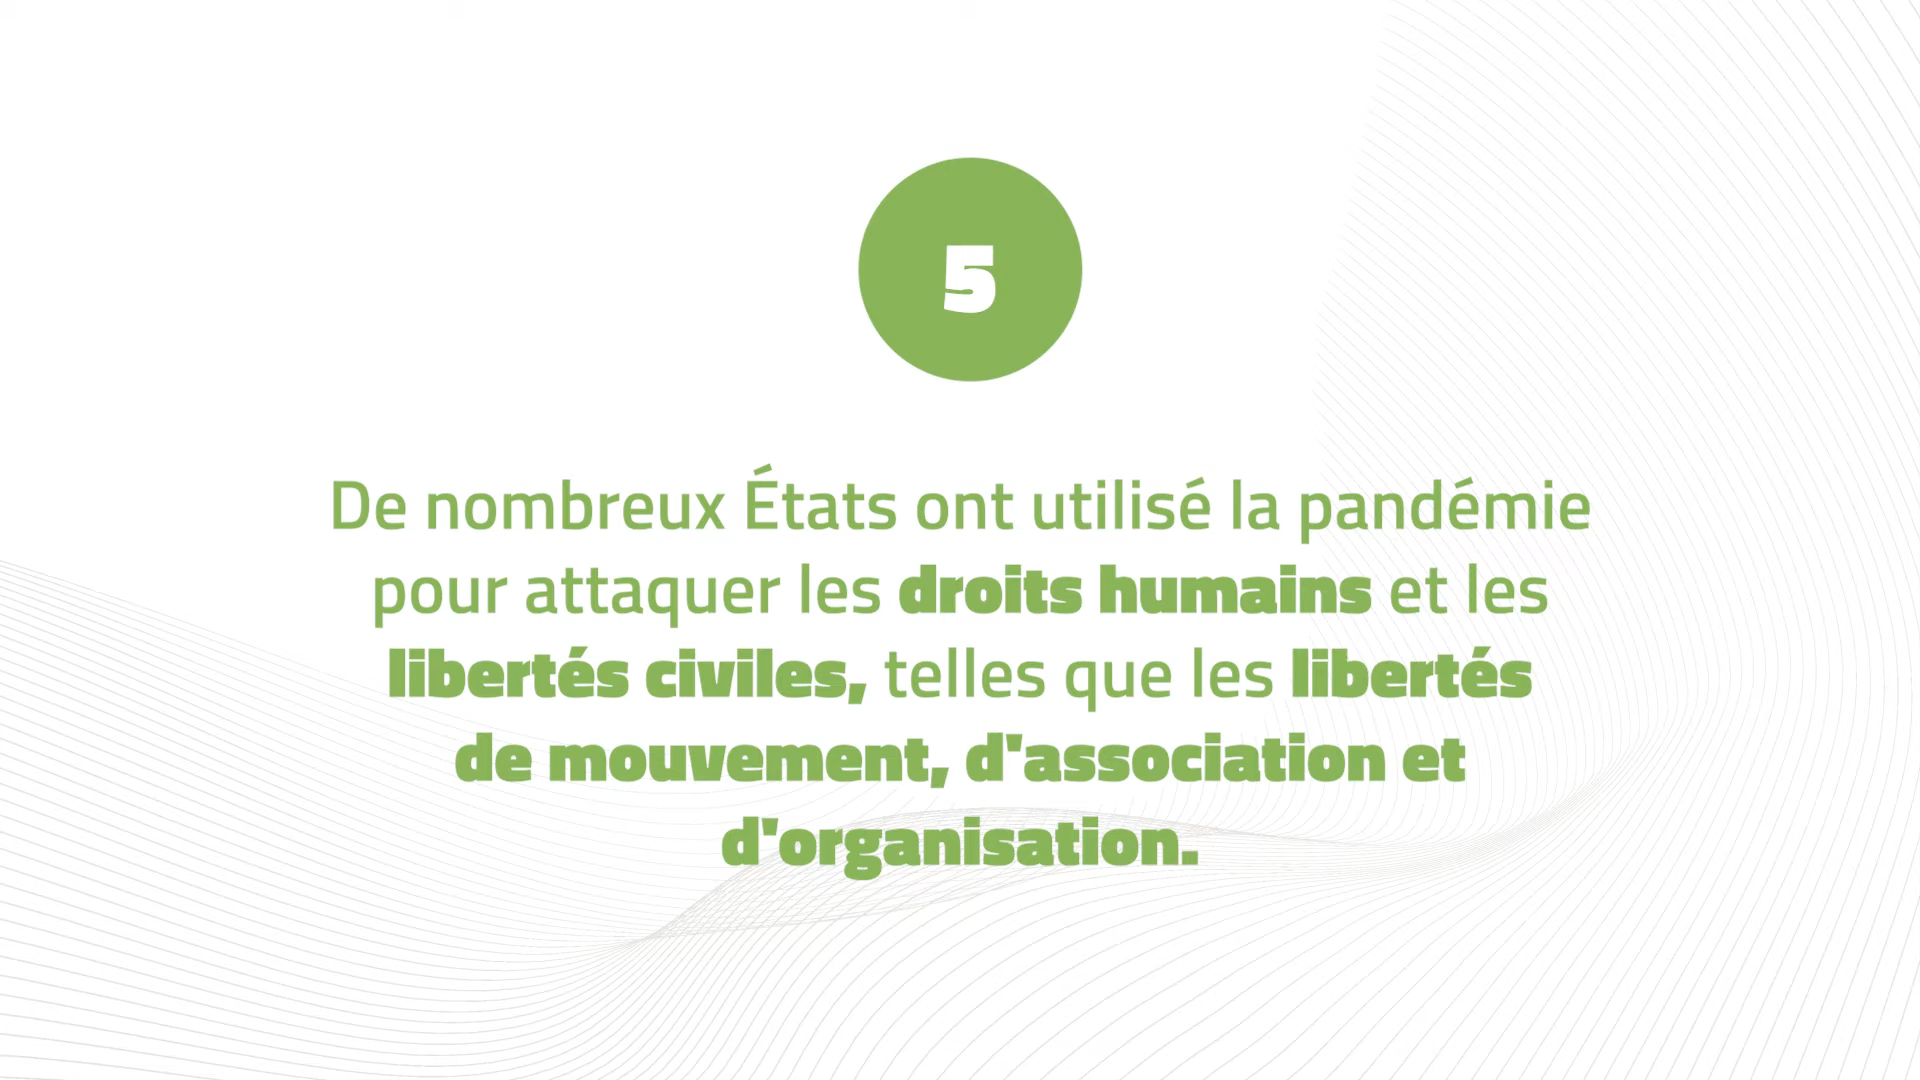 5
De nombreux États ont utilisé la pandémie
pour attaquer les droits humains et les
libertés civiles, telles que les libertés
de mouvement, d'association et
d'organisation.